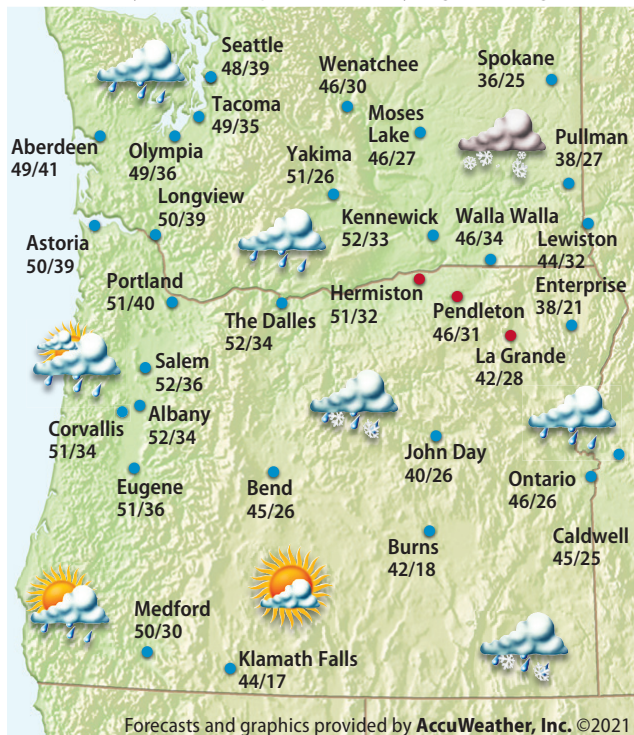 Seattle
48/39
Spokane
36/25
Wenatchee
46/30
Tacoma
49/35
Moses
Lake
46/27
Aberdeen
49/41
Olympia
49/36
Yakima
51/26
Pullman
38/27
Longview
50/39
Kennewick
52/33
Walla Walla
46/34
Lewiston
44/32
Astoria
50/39
Portland
51/40
The Dalles
52/34
Hermiston
51/32
Pendleton
46/31
Enterprise
38/21
La Grande
42/28
Salem
52/36
Albany
52/34
Corvallis
51/34
John Day
40/26
Eugene
51/36
Bend
45/26
Ontario
46/26
Burns
42/18
Caldwell
45/25
Medford
50/30
Klamath Falls
44/17
Forecasts and graphics provided by AccuWeather, Inc. ©2021